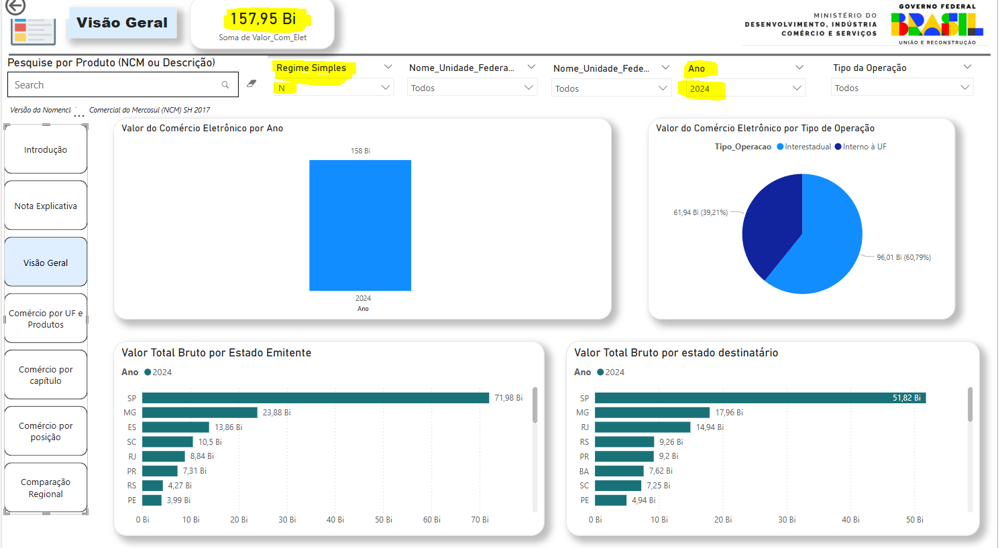 Visão Geral
157,95 Bi
Soma de Valor_Com_Elet
MINISTÉRIO DO
DESENVOLVIMENTO, INDÚSTRIA
COMÉRCIO E SERVIÇOS
GOVERNO FEDERAL
BRASIL
UNIÃO E RECONSTRUÇÃO
Pesquise por Produto (NCM ou Descrição)
Search
Regime Simples
N
Nome_Unidade_Federa...
Todos
Nome_Unidade_Fede...
Todos
Ano
2024
Tipo da Operação
Todos
Versão da Nomencl
... Comercial do Mercosul (NCM) SH 2017
Introdução
Nota Explicativa
Visão Geral
Comércio por UF e
Produtos
Comércio por
capítulo
Comércio por
posição
Comparação
Regional
Valor do Comércio Eletrônico por Ano
158 Bi
2024
Ano
Valor do Comércio Eletrônico por Tipo de Operação
Tipo_Operacao Interestadual Interno à UF
61,94 Bi (39,21%)
96,01 Bi (60,79%)
Valor Total Bruto por Estado Emitente
Ano 2024
SP 71,98 Bi
MG 23,88 Bi
ES 13,86 Bi
SC 10,5 Bi
RJ 8,84 Bi
PR 7,31 Bi
RS 4,27 Bi
PE 3,99 Bi
0 Bi 10 Bi 20 Bi 30 Bi 40 Bi 50 Bi 60 Bi 70 Bi
Valor Total Bruto por estado destinatário
Ano 2024
SP 51,82 Bi
MG 17,96 Bi
RJ 14,94 Bi
RS 9,26 Bi
PR 9,2 Bi
BA 7,62 Bi
SC 7,25 Bi
PE 4,94 Bi
0 Bi 10 Bi 20 Bi 30 Bi 40 Bi 50 Bi